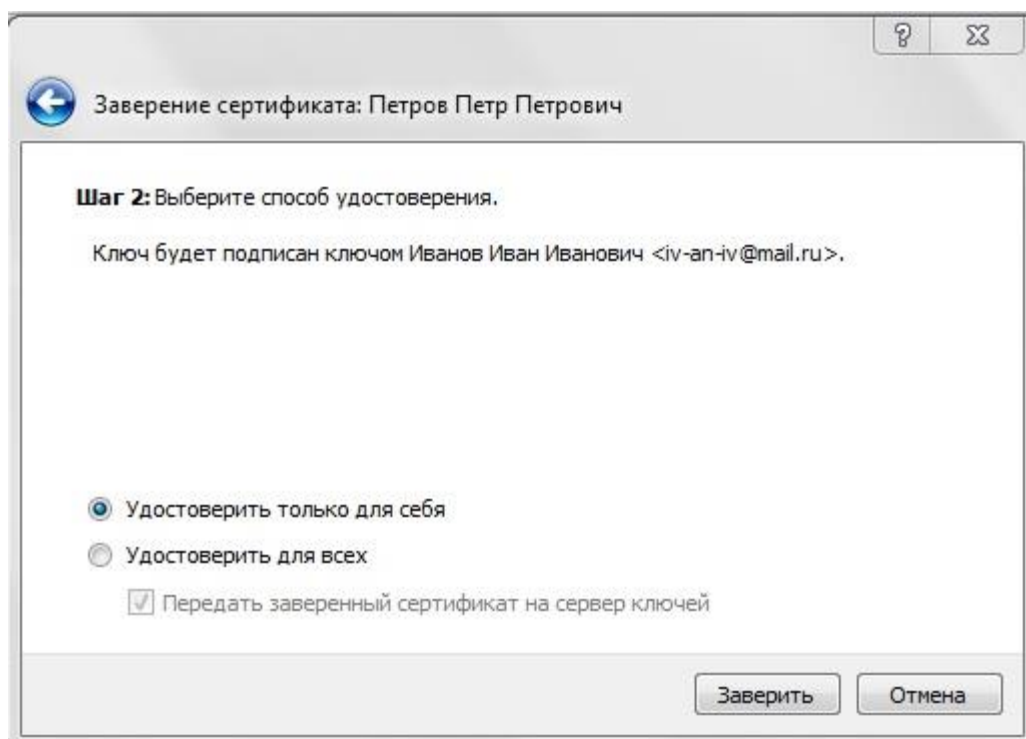 Заверение сертификата: Петров Петр Петрович
Шаг 2: Выберите способ удостоверения.
Ключ будет подписан ключом Иванов Иван Иванович <iv-an-iv@mail.ru>.
Удостоверить только для себя
Удостоверить для всех
Передать заверенный сертификат на сервер ключей
Заверить Отмена